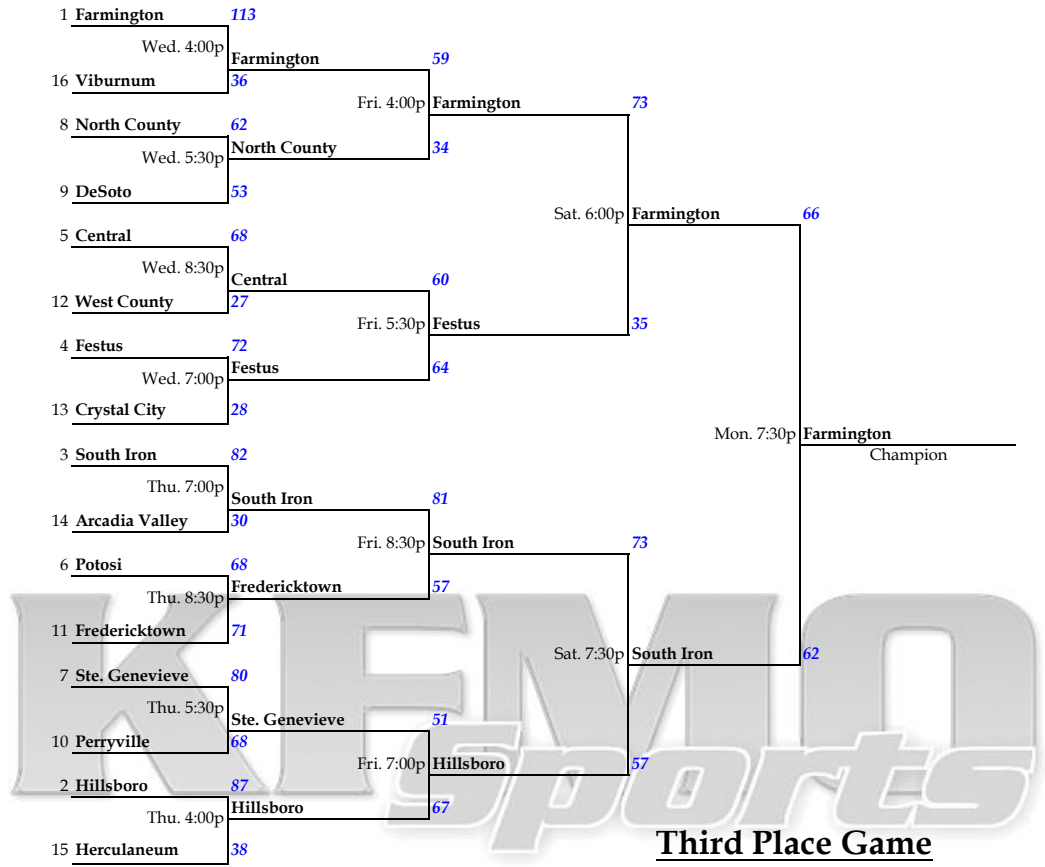 1 Farmington 113
Wed. 4:00p
Farmington 59
16 Viburnum 36
Fri. 4:00p Farmington 73
8 North County 62
Wed. 5:30p North County 34
9 DeSoto 53
Sat. 6:00p Farmington 66
5 Central 68
Wed. 8:30p
Central 60
12 West County 27
Fri. 5:30p Festus 35
4 Festus 72
Wed. 7:00p Festus 64
13 Crystal City 28
Mon. 7:30p Farmington
Champion
3 South Iron 82
Thu. 7:00p
South Iron 81
14 Arcadia Valley 30
Fri. 8:30p South Iron 73
6 Potosi 68
Thu. 8:30p Fredericktown 57
11 Fredericktown 71
Sat. 7:30p South Iron 62
7 Ste. Genevieve 80
Thu. 5:30p
Ste. Genevieve 51
10 Perryville 68
Fri. 7:00p Hillsboro 57
2 Hillsboro 87
Thu. 4:00p Hillsboro 67
15 Herculaneum 38
KFMO
Sports
Third Place Game